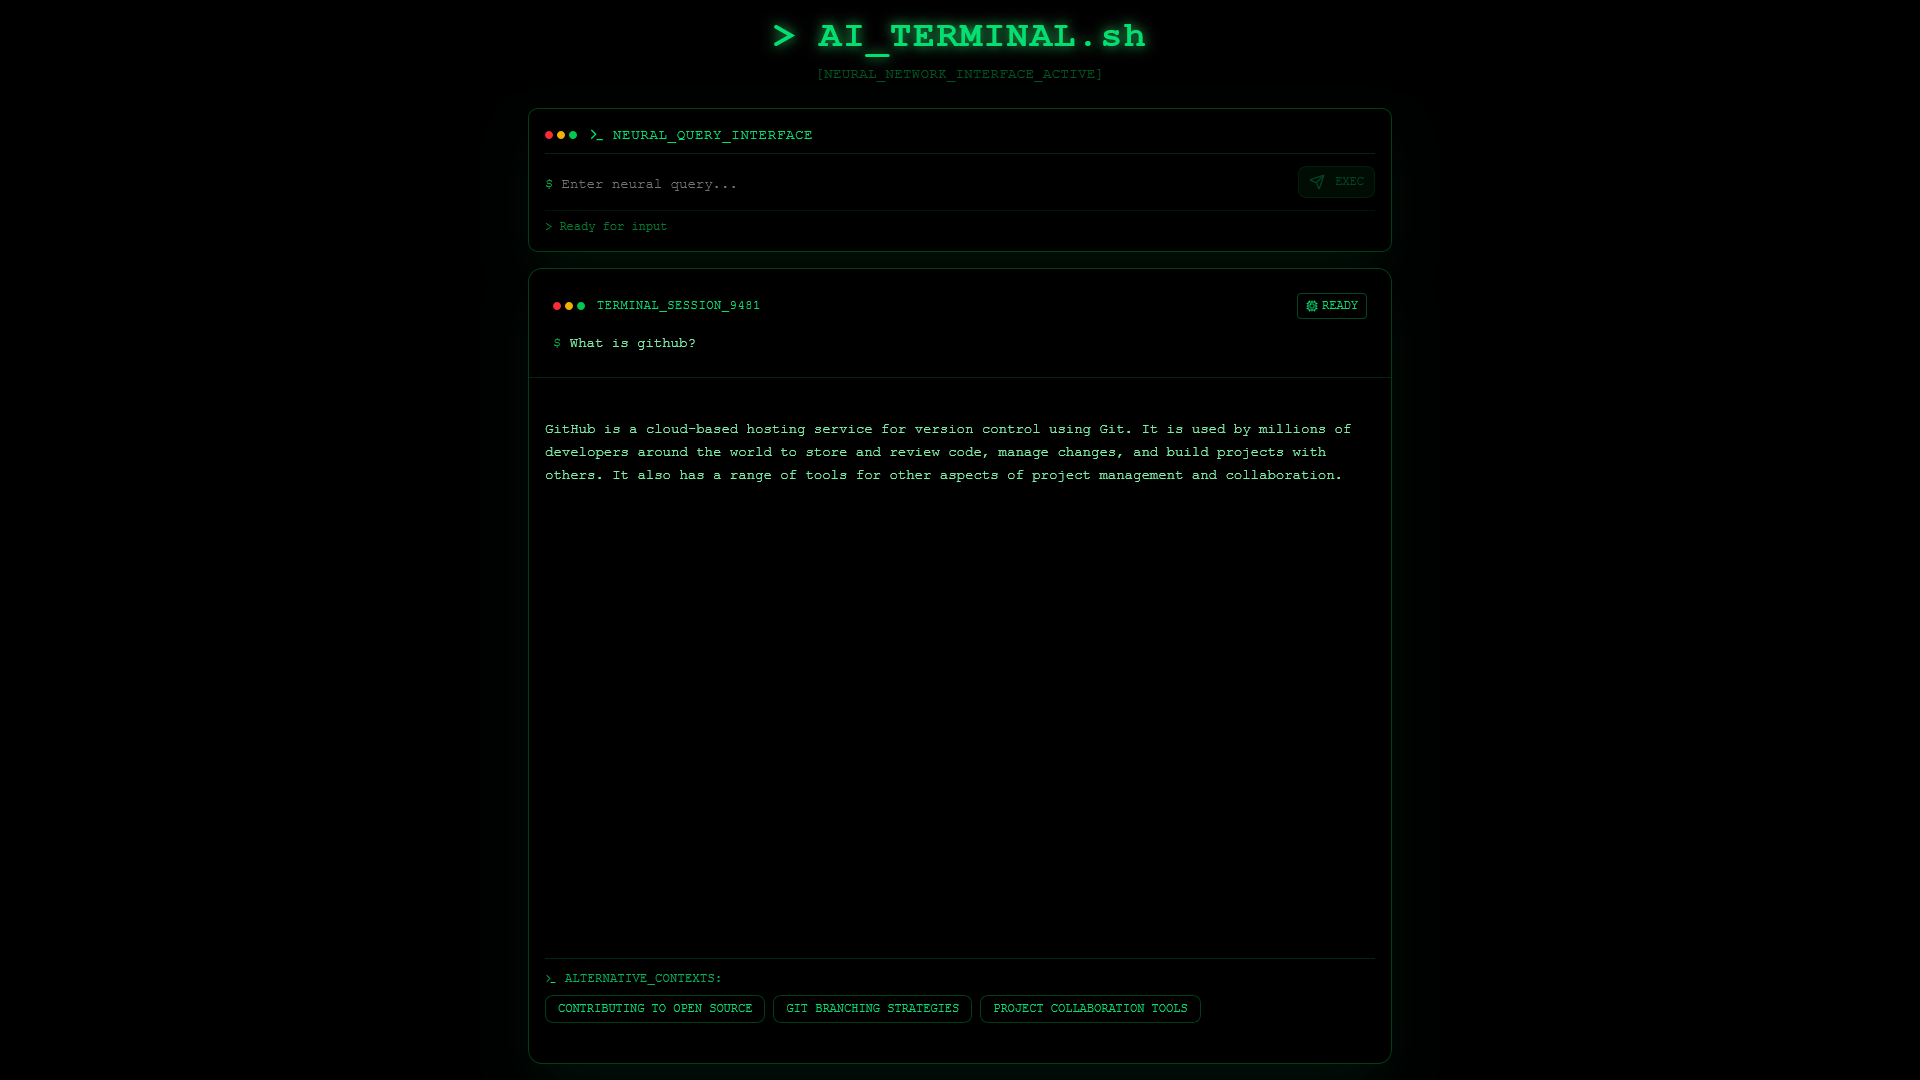 > AI_TERMINAL.sh
[NEURAL_NETWORK_INTERFACE_ACTIVE]
>_ NEURAL_QUERY_INTERFACE
$ Enter neural query...
EXEC
> Ready for input
TERMINAL_SESSION_9481
READY
$ What is github?
GitHub is a cloud-based hosting service for version control using Git. It is used by millions of
developers around the world to store and review code, manage changes, and build projects with
others. It also has a range of tools for other aspects of project management and collaboration.
>_ ALTERNATIVE_CONTEXTS:
CONTRIBUTING TO OPEN SOURCE
GIT BRANCHING STRATEGIES
PROJECT COLLABORATION TOOLS